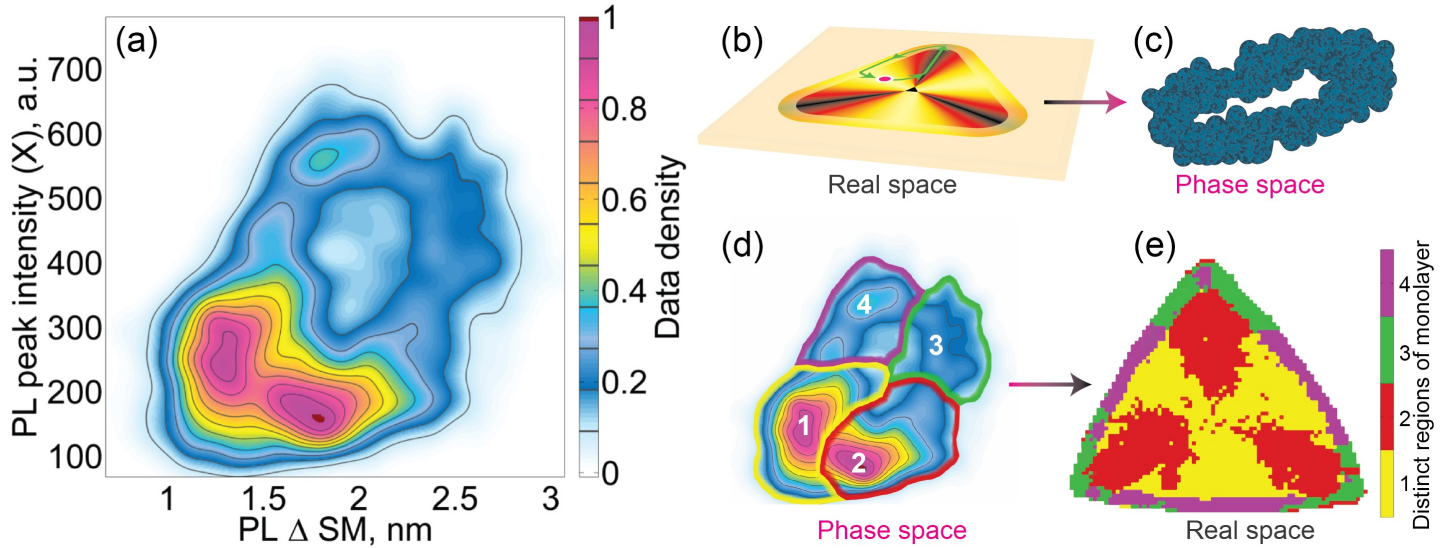 (a)
PL peak intensity (X), a.u.
700
600
500
400
300
200
100
1
1.5
2
2.5
3
PL Δ SM, nm
1
0.8
0.6
0.4
0.2
0
Data density
(b)
Real space
(c)
Phase space
(d)
4
3
1
2
Phase space
(e)
Real space
4
3
2
1
Distinct regions of monolayer